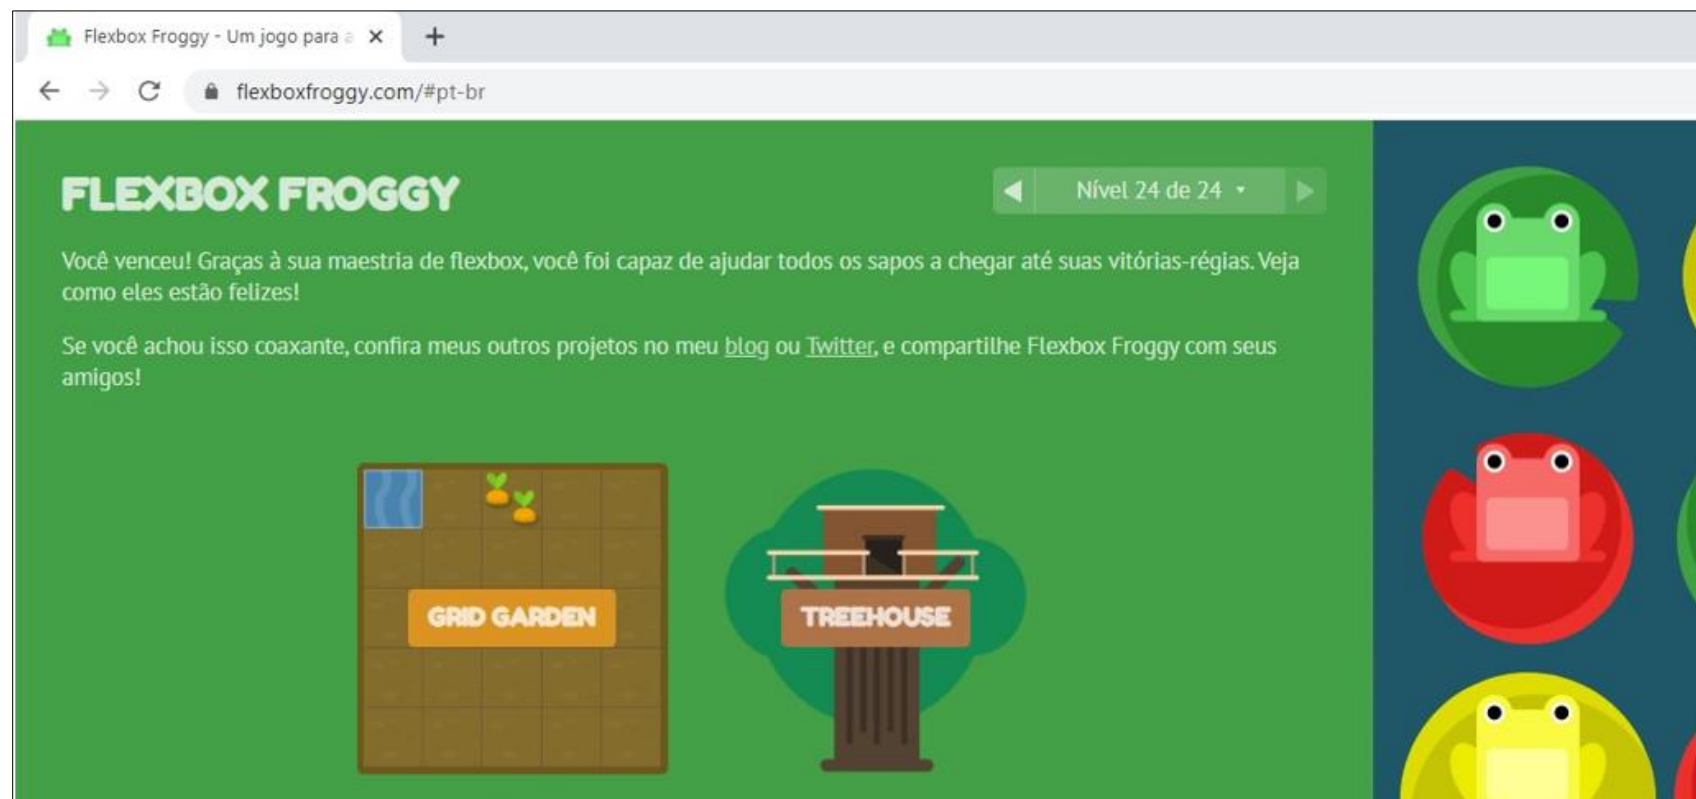 Flexbox Froggy - Um jogo para a
flexboxfroggy.com/#pt-br
FLEXBOX FROGGY
Nível 24 de 24
Você venceu! Graças à sua maestria de flexbox, você foi capaz de ajudar todos os sapos a chegar até suas vitórias-régias. Veja
como eles estão felizes!
Se você achou isso coaxante, confira meus outros projetos no meu blog ou Twitter, e compartilhe Flexbox Froggy com seus
amigos!
GRID GARDEN
TREEHOUSE